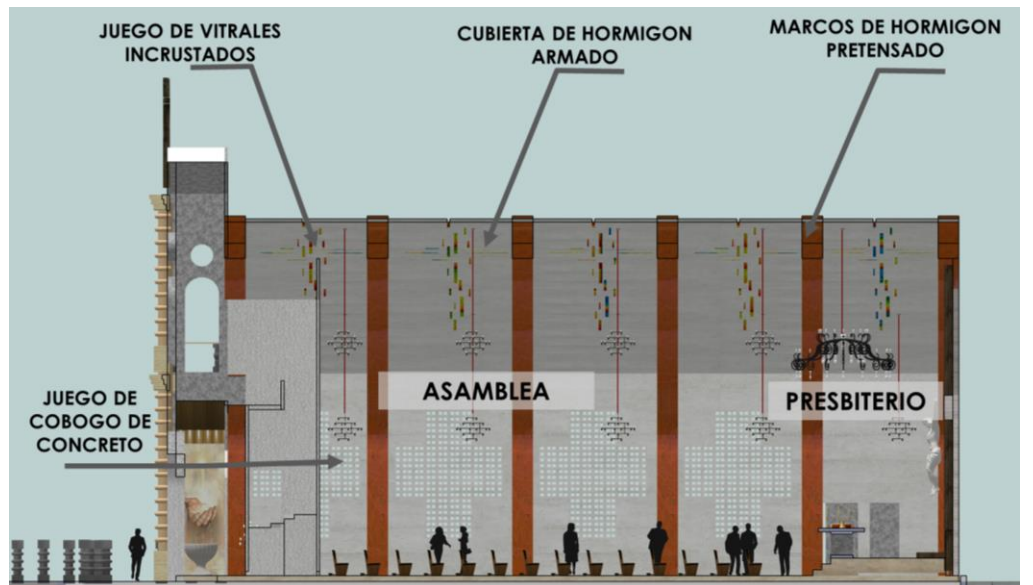 JUEGO DE VITRALES
INCRUSTADOS
CUBIERTA DE HORMIGON
ARMADO
MARCOS DE HORMIGON
PRETENSADO
ASAMBLEA
PRESBITERIO
JUEGO DE
COBOGO DE
CONCRETO